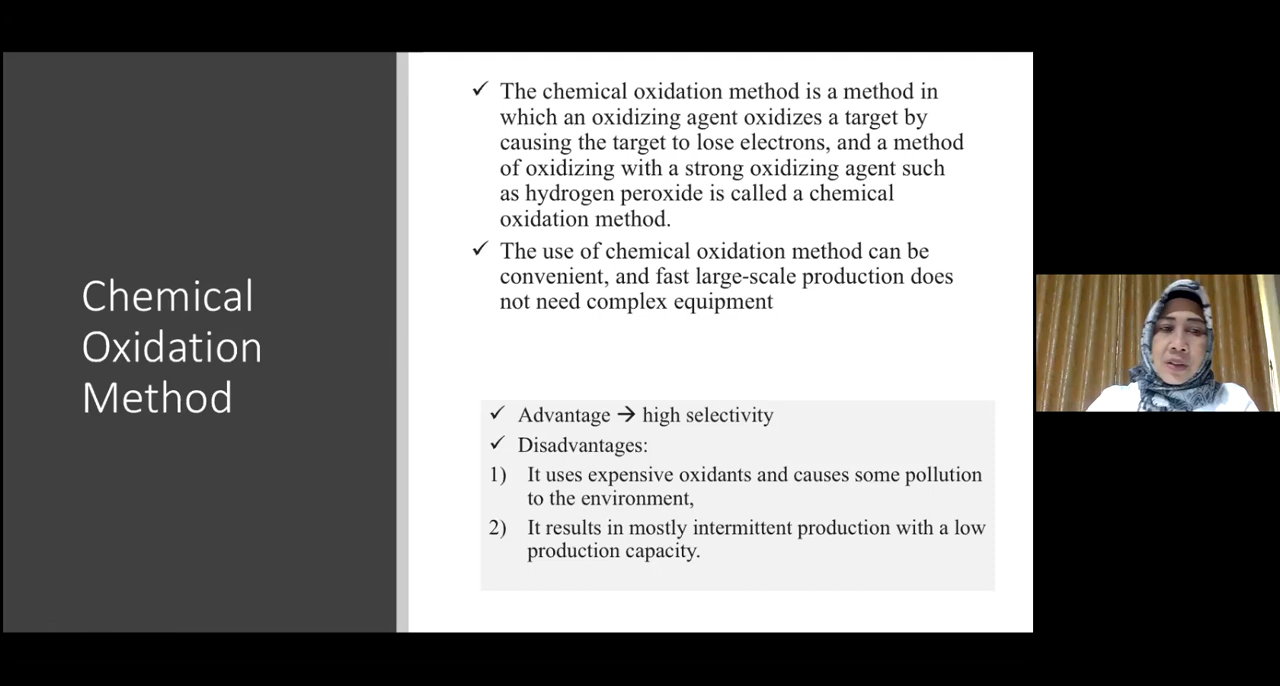 Chemical
Oxidation
Method
✓ The chemical oxidation method is a method in
which an oxidizing agent oxidizes a target by
causing the target to lose electrons, and a method
of oxidizing with a strong oxidizing agent such
as hydrogen peroxide is called a chemical
oxidation method.
✓ The use of chemical oxidation method can be
convenient, and fast large-scale production does
not need complex equipment
✓ Advantage → high selectivity
✓ Disadvantages:
1) It uses expensive oxidants and causes some pollution
to the environment,
2) It results in mostly intermittent production with a low
production capacity.